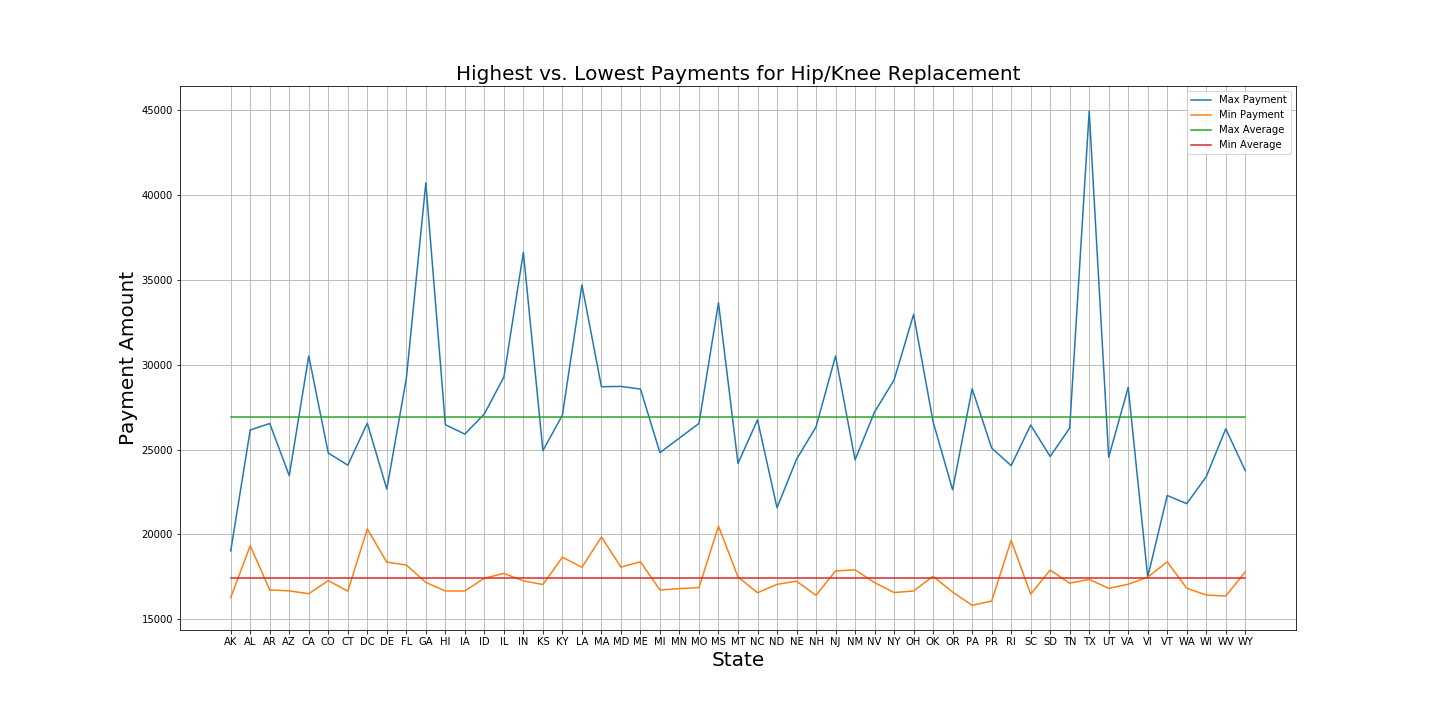 Highest vs. Lowest Payments for Hip/Knee Replacement
Max Payment
Min Payment
Max Average
Min Average
Payment Amount
45000
40000
35000
30000
25000
20000
15000
AK AL AR AZ CA CO CT DC DE FL GA HI IA ID IL IN KS KY LA MA MD ME MI MN MO MS MT NC ND NE NH NJ NM NV NY OH OK OR PA PR RI SC SD TN TX UT VA VI VT WA WI WV WY
State